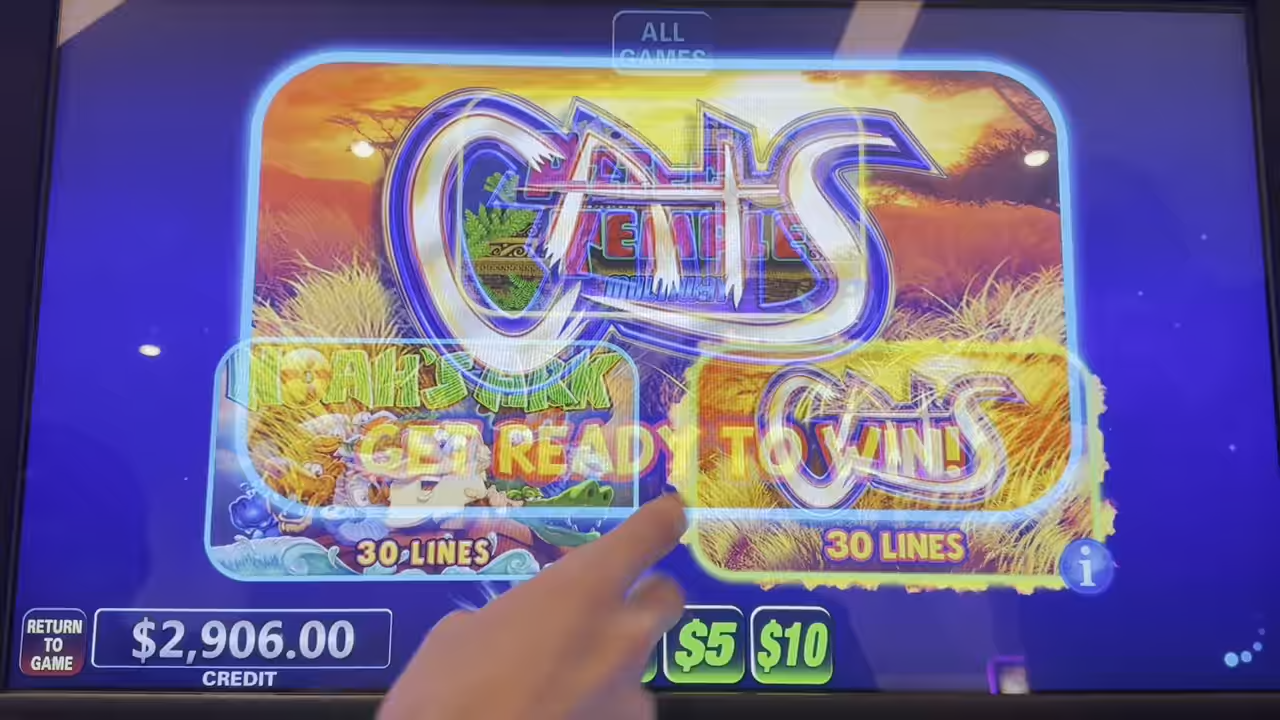 ALL
GAMES
CATS
TEMPLE
NOAH'S ARK
CATS
GET READY TO WIN!
30 LINES
30 LINES
i
RETURN
TO
GAME
$2,906.00
CREDIT
$5
$10